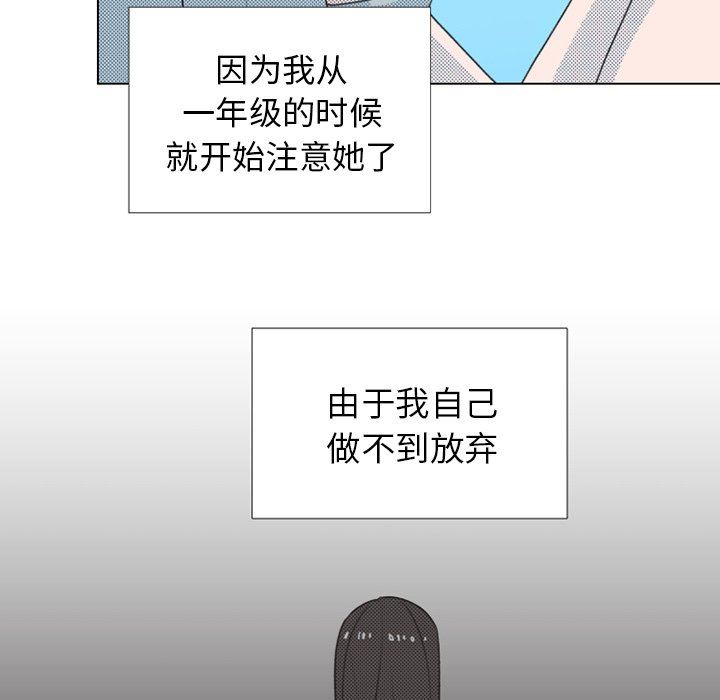 因为我从
一年级的时候
就开始注意她了
由于我自己
做不到放弃